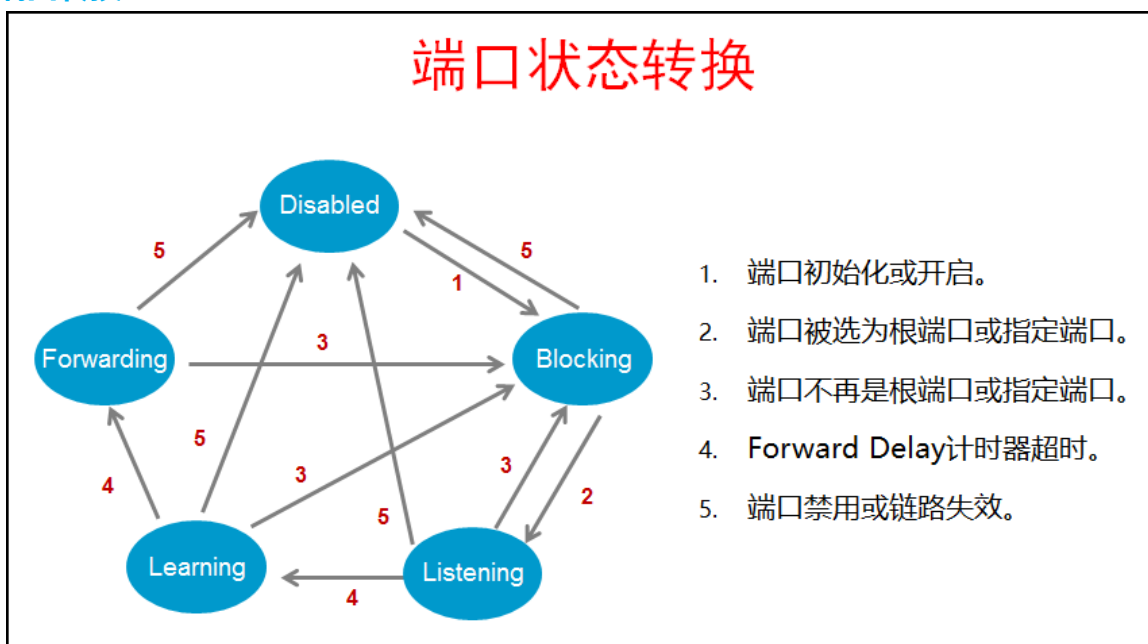 端口状态转换
Disabled
5
5
1
Forwarding
3
Blocking
1. 端口初始化或开启。
2. 端口被选为根端口或指定端口。
3. 端口不再是根端口或指定端口。
4. Forward Delay计时器超时。
5. 端口禁用或链路失效。
5
3
3
4
2
5
Learning
Listening
4